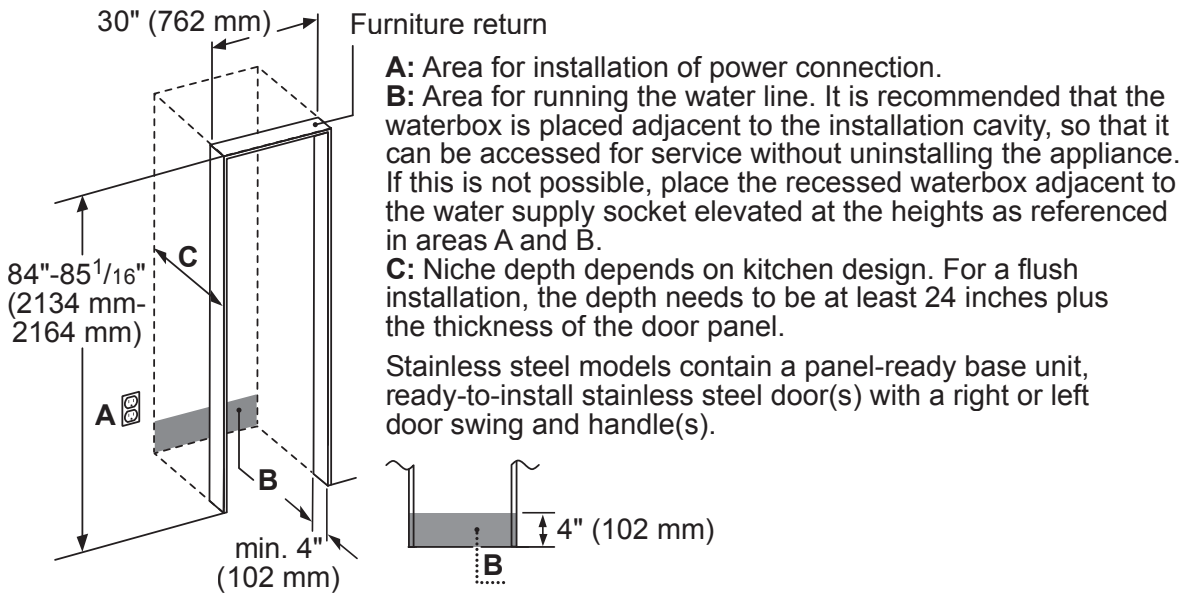 30" (762 mm)
Furniture return
A: Area for installation of power connection.
B: Area for running the water line. It is recommended that the
waterbox is placed adjacent to the installation cavity, so that it
can be accessed for service without uninstalling the appliance.
If this is not possible, place the recessed waterbox adjacent to
the water supply socket elevated at the heights as referenced
in areas A and B.
C: Niche depth depends on kitchen design. For a flush
installation, the depth needs to be at least 24 inches plus
the thickness of the door panel.
Stainless steel models contain a panel-ready base unit,
ready-to-install stainless steel door(s) with a right or left
door swing and handle(s).
C
84"-85 1/16"
(2134 mm-
2164 mm)
A
B
min. 4"
(102 mm)
4" (102 mm)
B